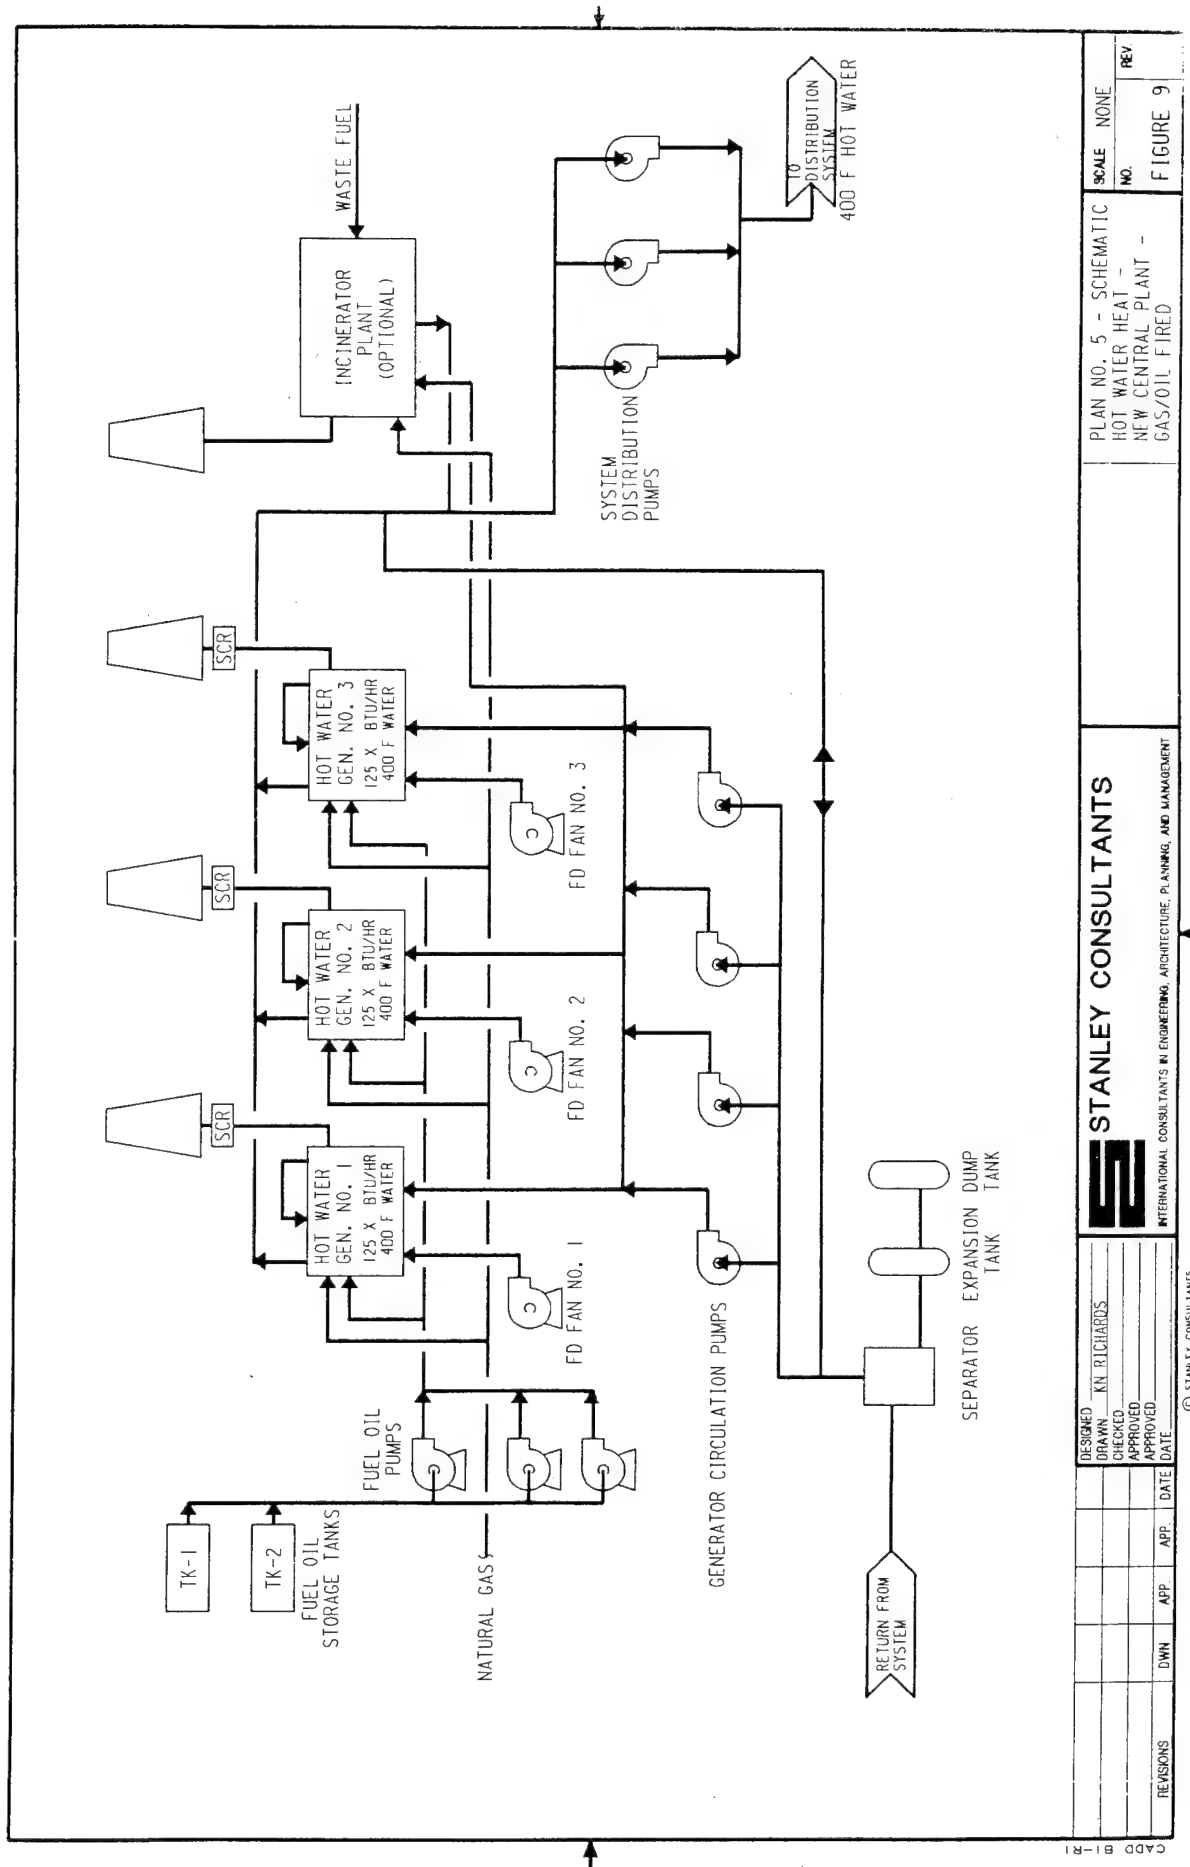 WASTE FUEL
INCINERATOR
PLANT
(OPTIONAL)
TO
DISTRIBUTION
SYSTEM
400 F HOT WATER
SYSTEM
DISTRIBUTION
PUMPS
SCR
SCR
SCR
HOT WATER
GEN. NO. 1
125 X BTU/HR
400 F WATER
HOT WATER
GEN. NO. 2
125 X BTU/HR
400 F WATER
HOT WATER
GEN. NO. 3
125 X BTU/HR
400 F WATER
C
FD FAN NO. 1
C
FD FAN NO. 2
C
FD FAN NO. 3
TK-1
TK-2
FUEL OIL
STORAGE TANKS
FUEL OIL
PUMPS
NATURAL GAS
GENERATOR CIRCULATION PUMPS
RETURN FROM
SYSTEM
SEPARATOR
EXPANSION
TANK
DUMP
TANK
REVISIONS
DWN
APP.
APP.
DATE
DESIGNED
DRAWN KN RICHARDS
CHECKED
APPROVED
APPROVED
DATE
STANLEY CONSULTANTS
INTERNATIONAL CONSULTANTS IN ENGINEERING, ARCHITECTURE, PLANNING, AND MANAGEMENT
PLAN NO. 5 - SCHEMATIC
HOT WATER HEAT -
NEW CENTRAL PLANT -
GAS/OIL FIRED
SCALE NONE
NO.
REV.
FIGURE 9
CADD B1-R1
© STANLEY CONSULTANTS